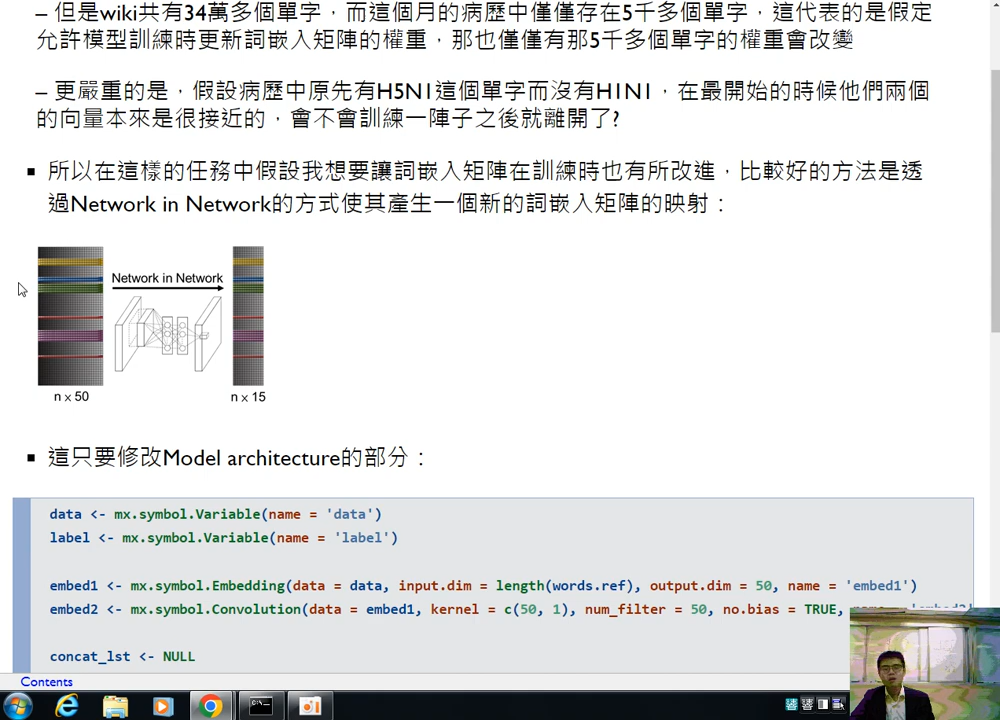 – 但是wiki共有34萬多個單字，而這個月的病歷中僅僅存在5千多個單字，這代表的是假定
允許模型訓練時更新詞嵌入矩陣的權重，那也僅僅有那5千多個單字的權重會改變
– 更嚴重的是，假設病歷中原先有H5N1這個單字而沒有H1N1，在最開始的時候他們兩個
的向量本來是很接近的，會不會訓練一陣子之後就離開了?
▪ 所以在這樣的任務中假設我想要讓詞嵌入矩陣在訓練時也有所改進，比較好的方法是透
過Network in Network的方式使其產生一個新的詞嵌入矩陣的映射：
Network in Network
n x 50
n x 15
▪ 這只要修改Model architecture的部分：
data <- mx.symbol.Variable(name = 'data')
label <- mx.symbol.Variable(name = 'label')
embed1 <- mx.symbol.Embedding(data = data, input.dim = length(words.ref), output.dim = 50, name = 'embed1')
embed2 <- mx.symbol.Convolution(data = embed1, kernel = c(50, 1), num_filter = 50, no.bias = TRUE,
concat_lst <- NULL
Contents